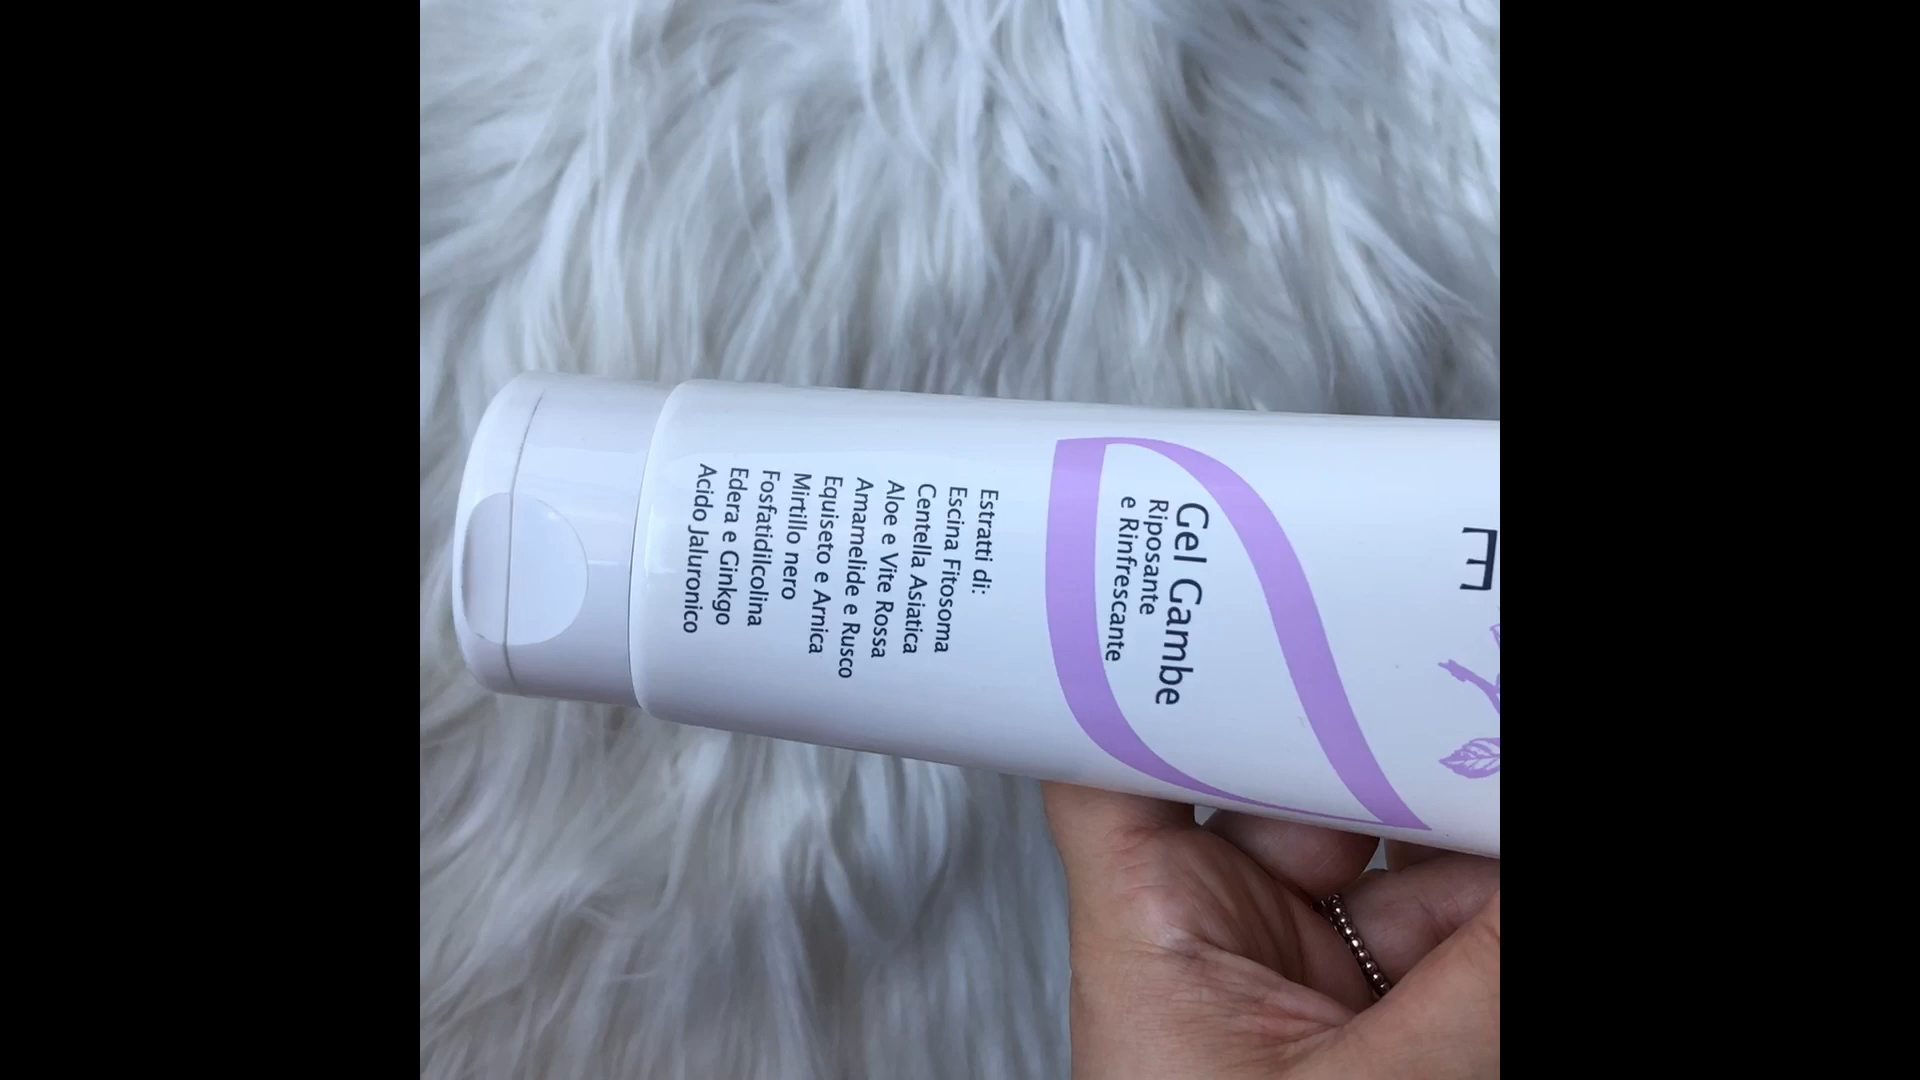 Gel Gambe
Riposante
e Rinfrescante
Estratti di:
Escina Fitosoma
Centella Asiatica
Aloe e Vite Rossa
Amamelide e Rusco
Equiseto e Arnica
Mirtillo nero
Fosfatidilcolina
Edera e Ginkgo
Acido Jaluronico